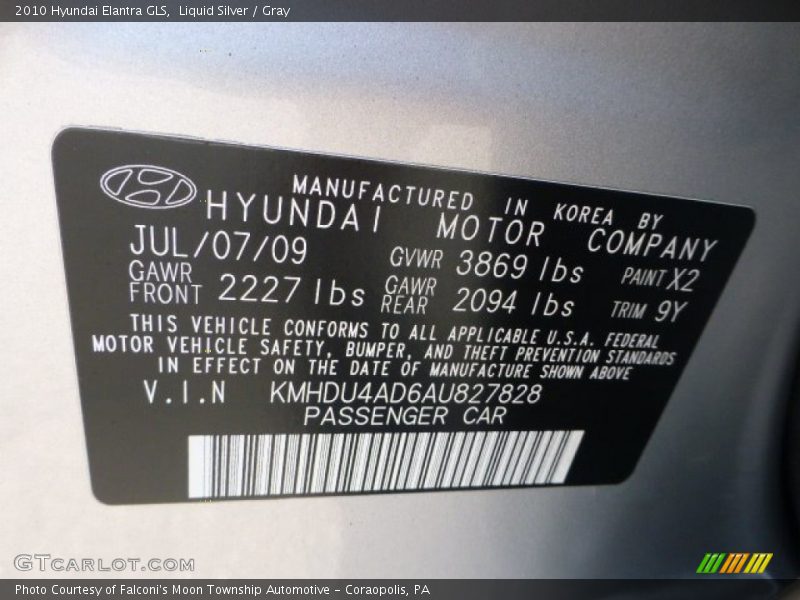 2010 Hyundai Elantra GLS, Liquid Silver / Gray
MANUFACTURED IN KOREA BY
HYUNDAI MOTOR COMPANY
JUL/07/09 GVWR 3869 lbs PAINT X2
GAWR FRONT 2227 lbs GAWR REAR 2094 lbs TRIM 9Y
THIS VEHICLE CONFORMS TO ALL APPLICABLE U.S.A. FEDERAL
MOTOR VEHICLE SAFETY, BUMPER, AND THEFT PREVENTION STANDARDS
IN EFFECT ON THE DATE OF MANUFACTURE SHOWN ABOVE
V.I.N KMHDU4AD6AU827828
PASSENGER CAR
GTCARLOT.COM
Photo Courtesy of Falconi's Moon Township Automotive - Coraopolis, PA